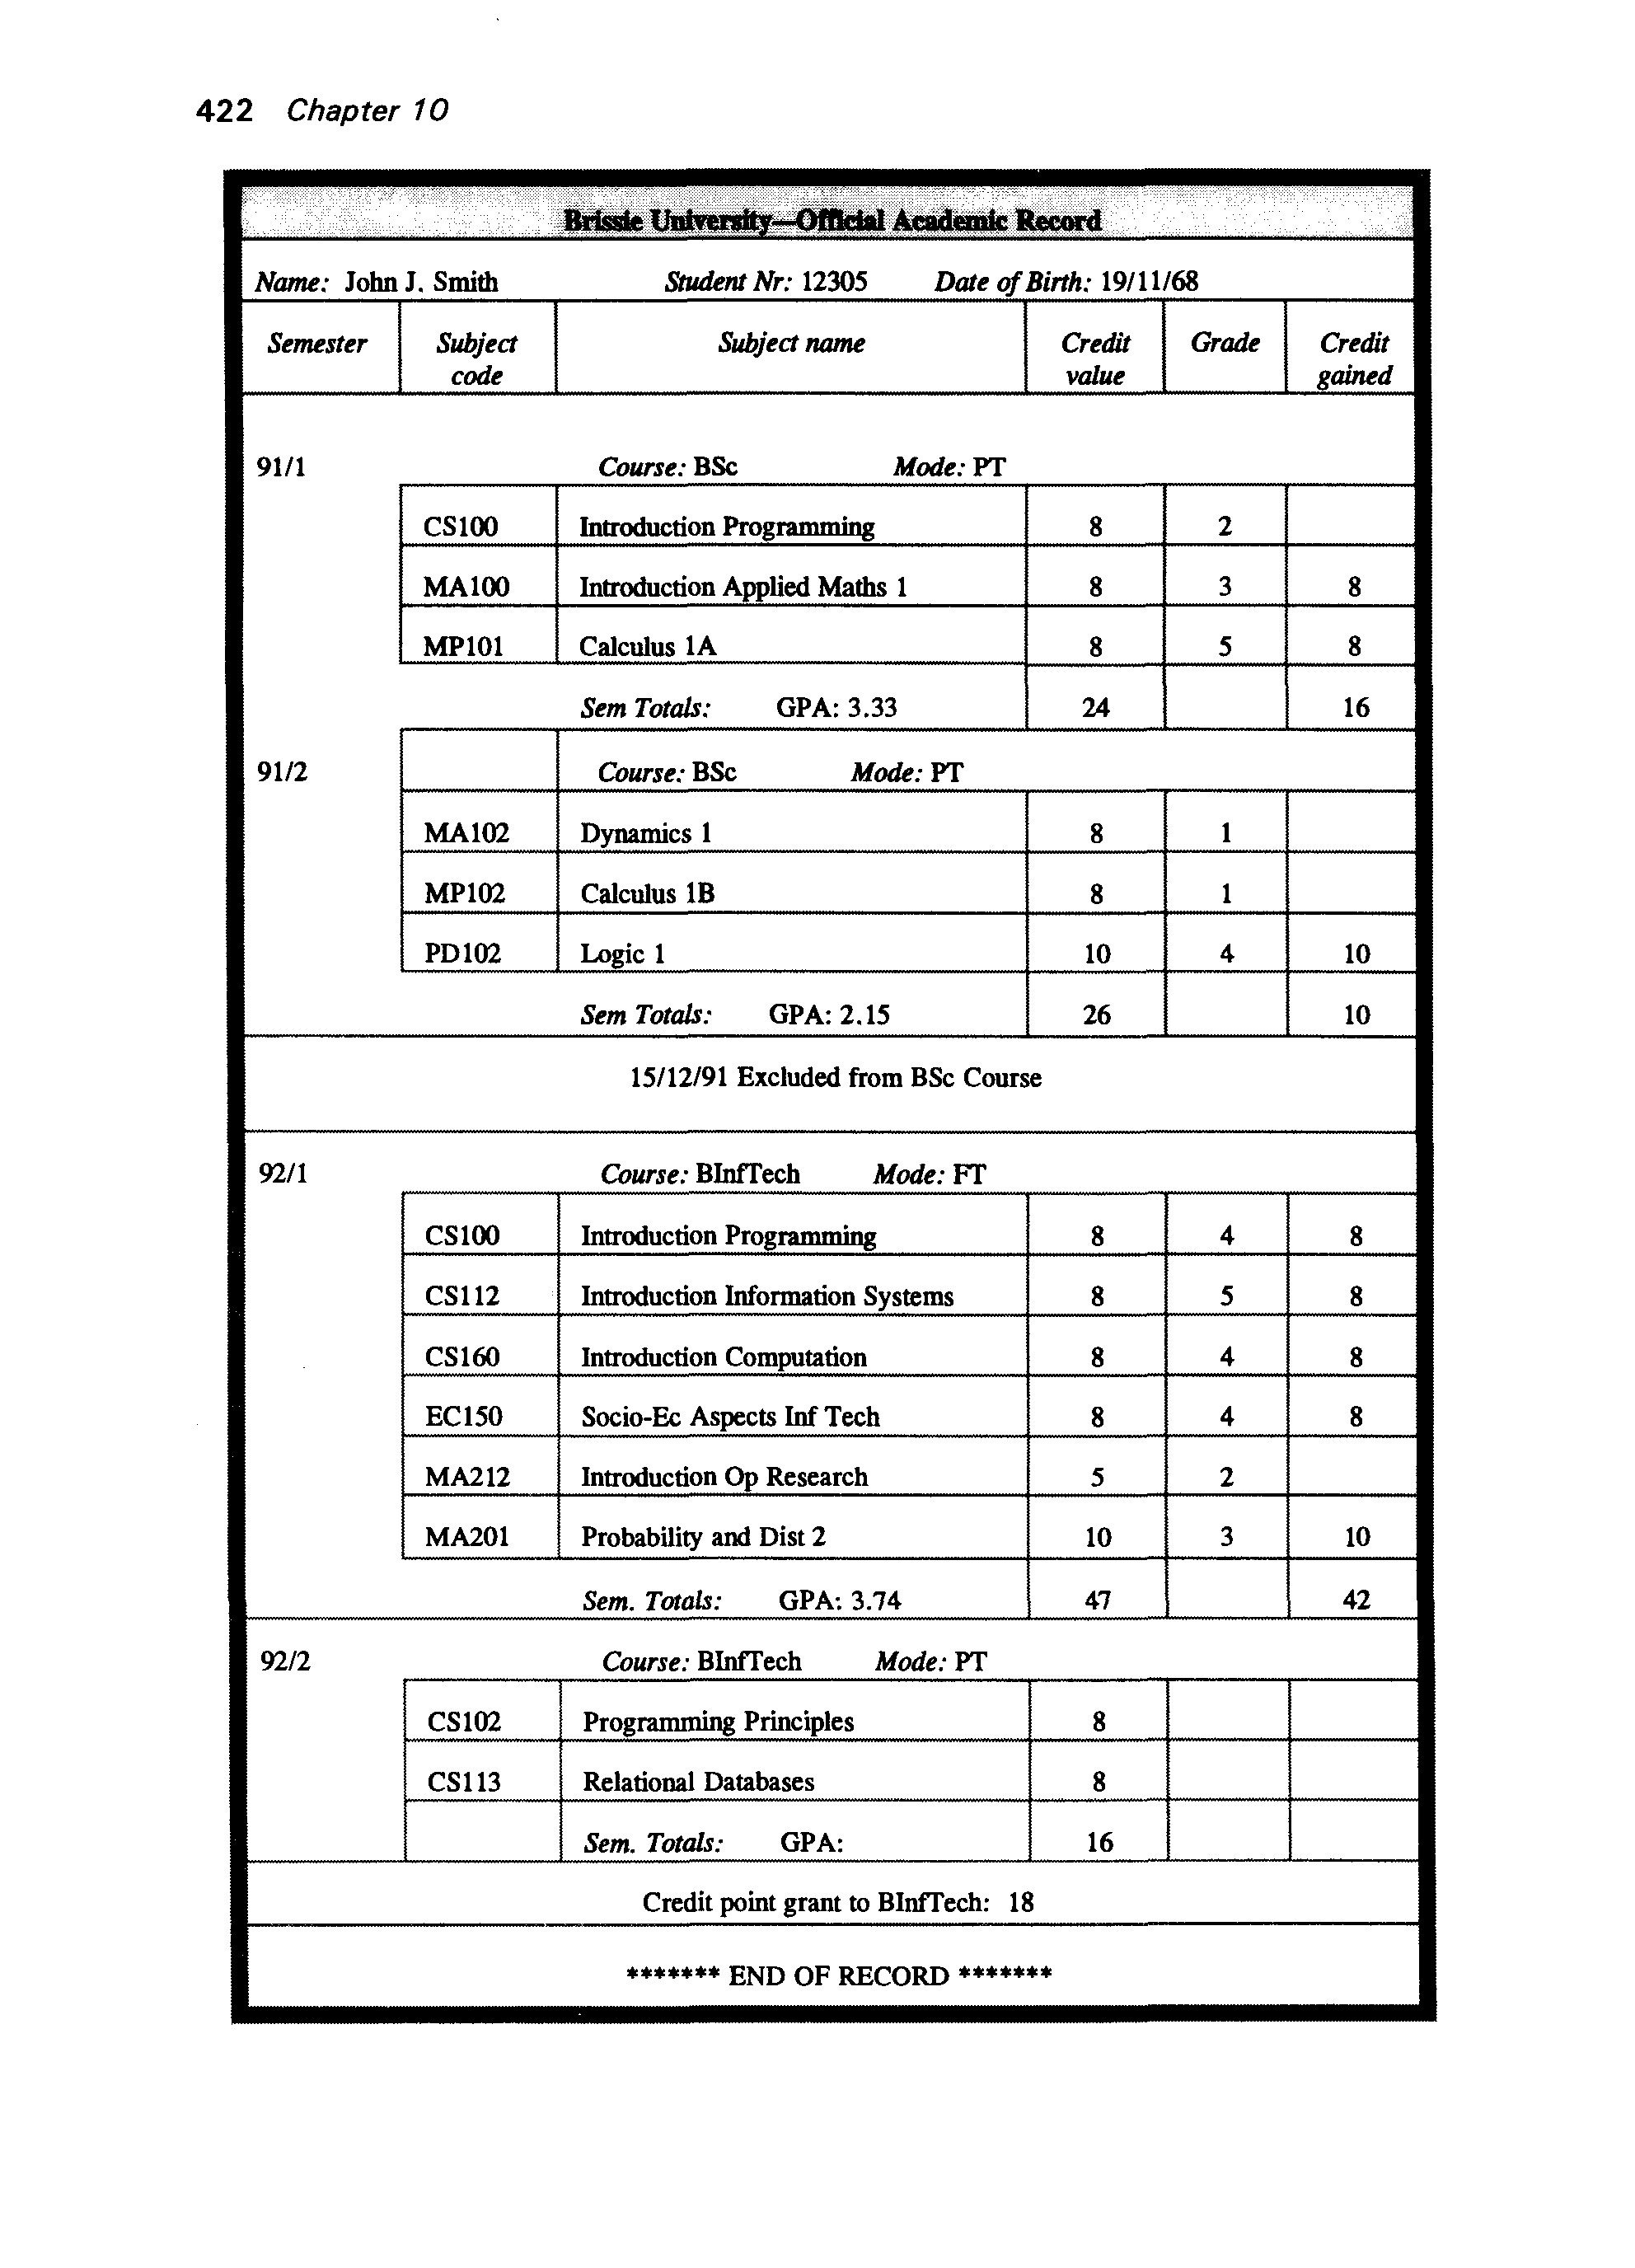 422 Chapter 10
Brissie University—Official Academic Record
Name: John J. Smith Student Nr: 12305 Date of Birth: 19/11/68
Semester Subject code Subject name Credit value Grade Credit gained
91/1 Course: BSc Mode: PT
CS100 Introduction Programming 8 2
MA100 Introduction Applied Maths 1 8 3 8
MP101 Calculus 1A 8 5 8
Sem Totals: GPA: 3.33 24 16
91/2 Course: BSc Mode: PT
MA102 Dynamics 1 8 1
MP102 Calculus 1B 8 1
PD102 Logic 1 10 4 10
Sem Totals: GPA: 2.15 26 10
15/12/91 Excluded from BSc Course
92/1 Course: BInfTech Mode: FT
CS100 Introduction Programming 8 4 8
CS112 Introduction Information Systems 8 5 8
CS160 Introduction Computation 8 4 8
EC150 Socio-Ec Aspects Inf Tech 8 4 8
MA212 Introduction Op Research 5 2
MA201 Probability and Dist 2 10 3 10
Sem. Totals: GPA: 3.74 47 42
92/2 Course: BInfTech Mode: PT
CS102 Programming Principles 8
CS113 Relational Databases 8
Sem. Totals: GPA: 16
Credit point grant to BInfTech: 18
******* END OF RECORD *******